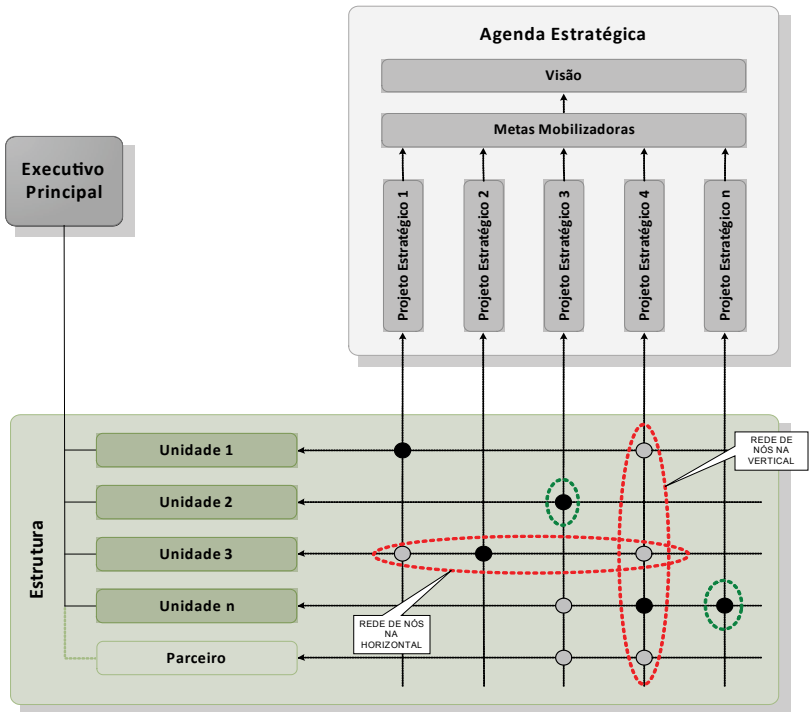 Agenda Estratégica
Visão
Metas Mobilizadoras
Executivo
Principal
Projeto Estratégico 1
Projeto Estratégico 2
Projeto Estratégico 3
Projeto Estratégico 4
Projeto Estratégico n
Estrutura
Unidade 1
REDE DE
NÓS NA
VERTICAL
Unidade 2
Unidade 3
Unidade n
REDE DE NÓS
NA
HORIZONTAL
Parceiro